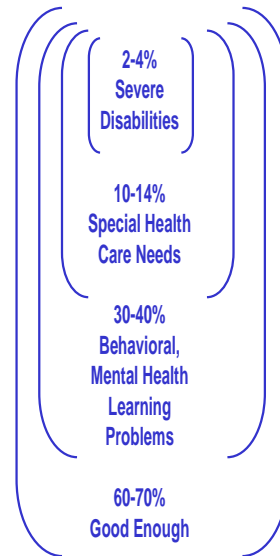 2-4%
Severe
Disabilities
10-14%
Special Health
Care Needs
30-40%
Behavioral,
Mental Health
Learning
Problems
60-70%
Good Enough